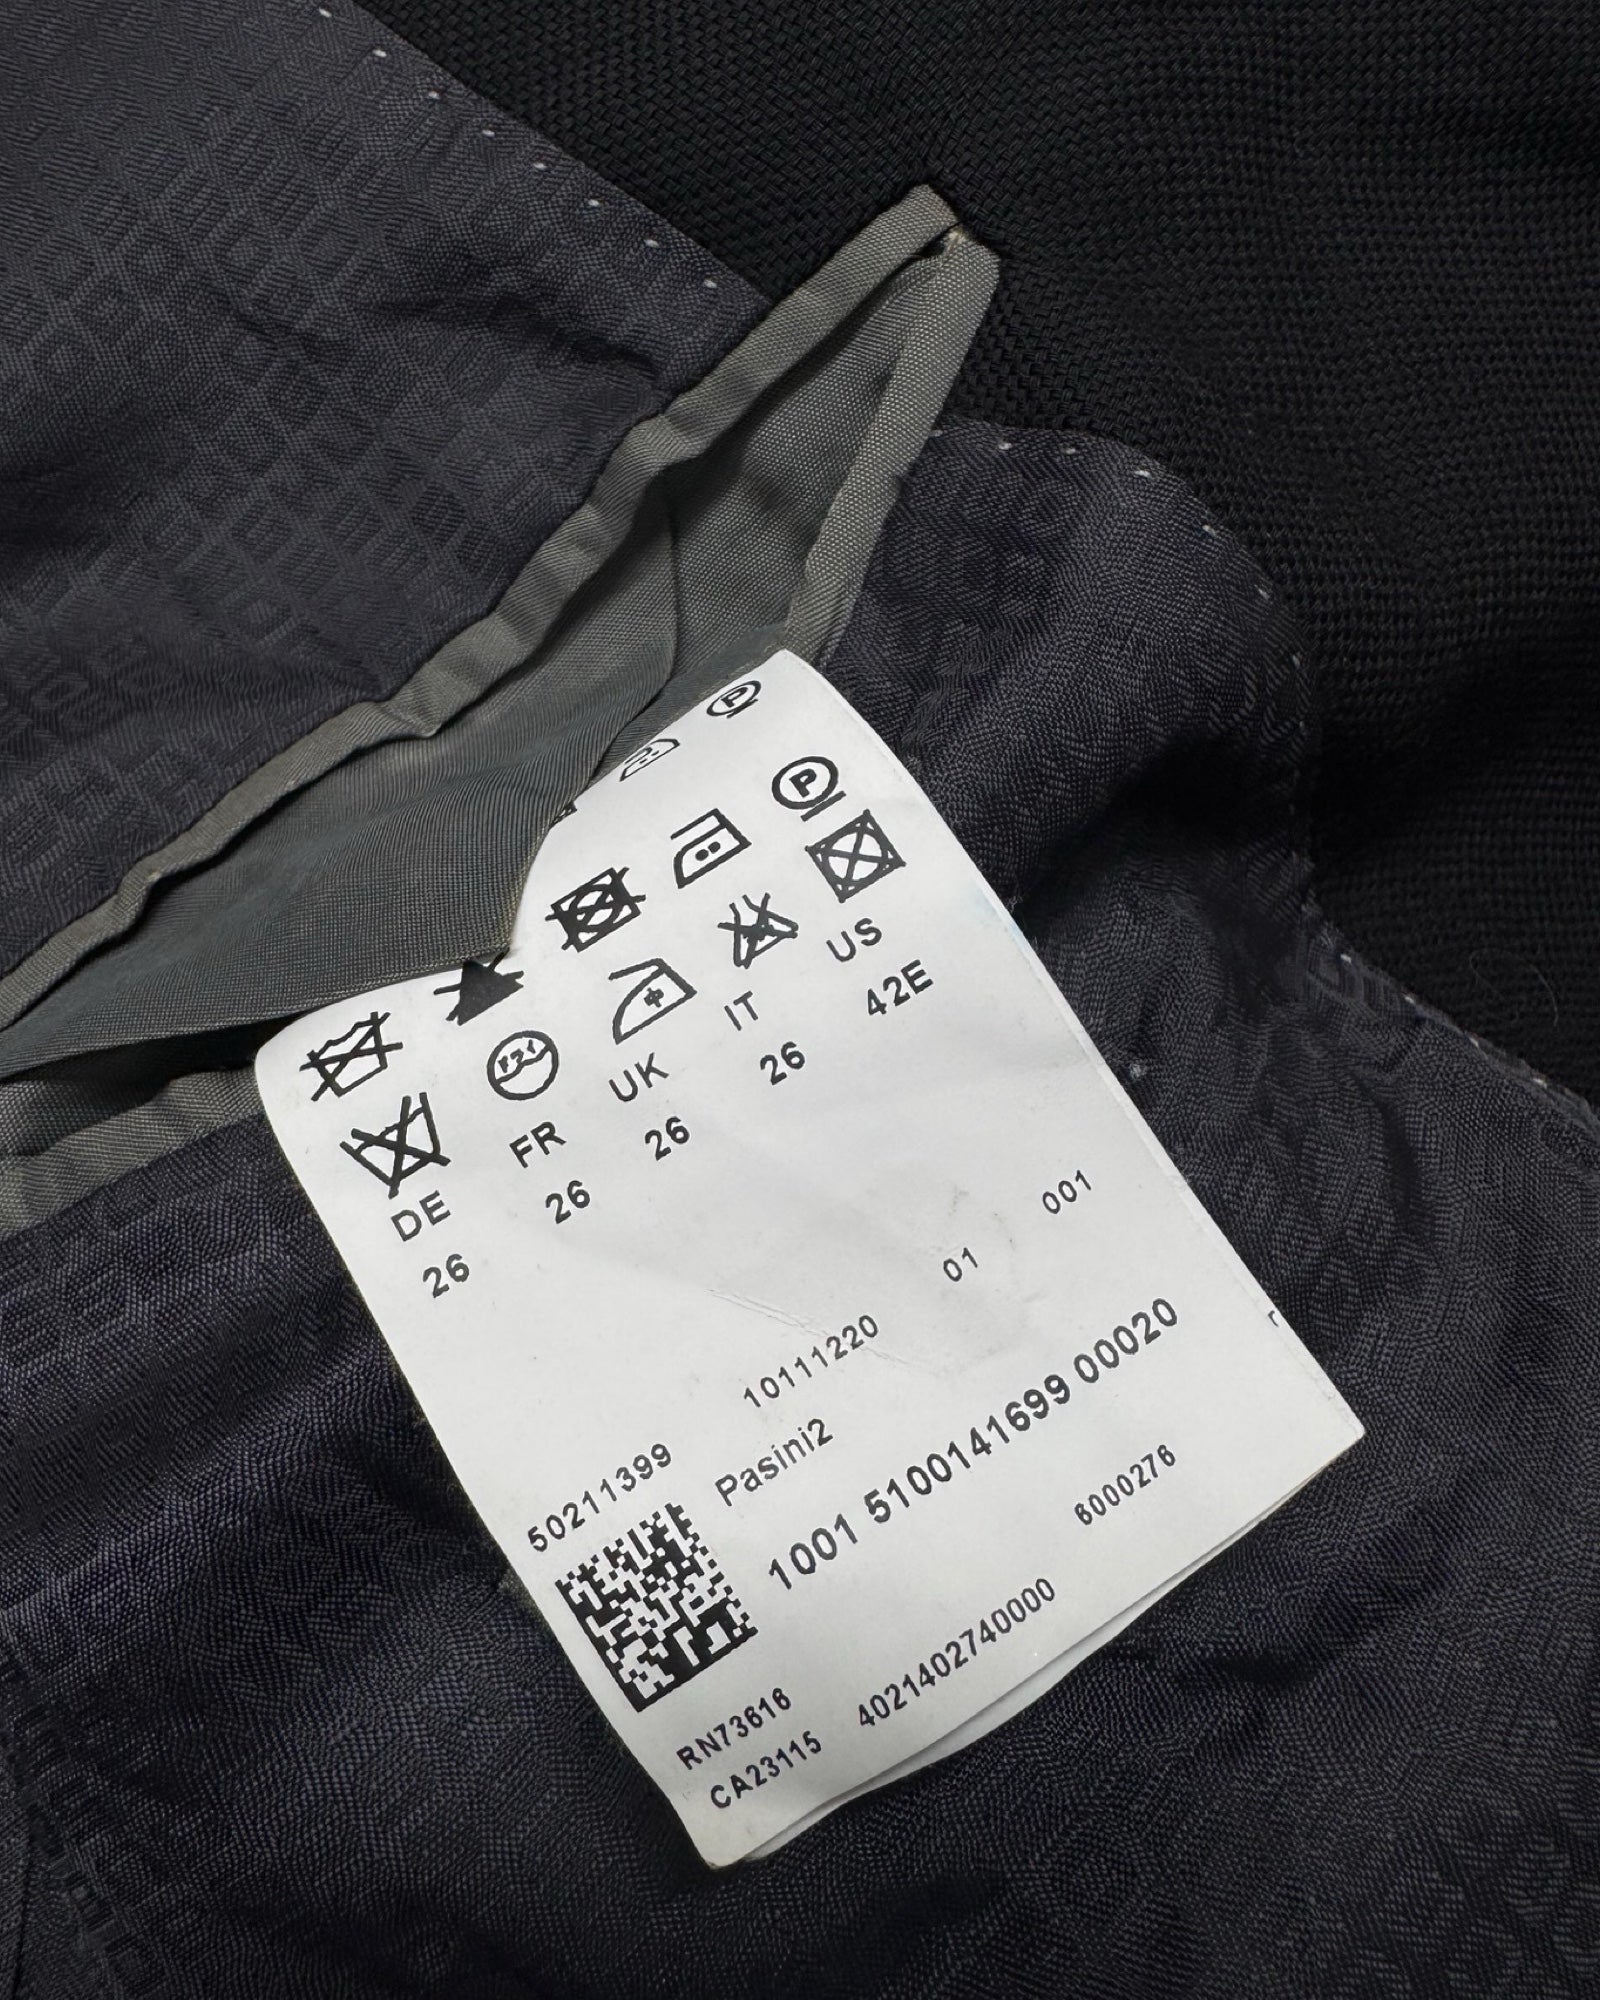 P
P
DE FR UK IT US
26 26 26 26 42E
50211399 10111220 01 001
Pasini2
1001 5100141699 00020
RN73616
CA23115 4021402740000 6000276